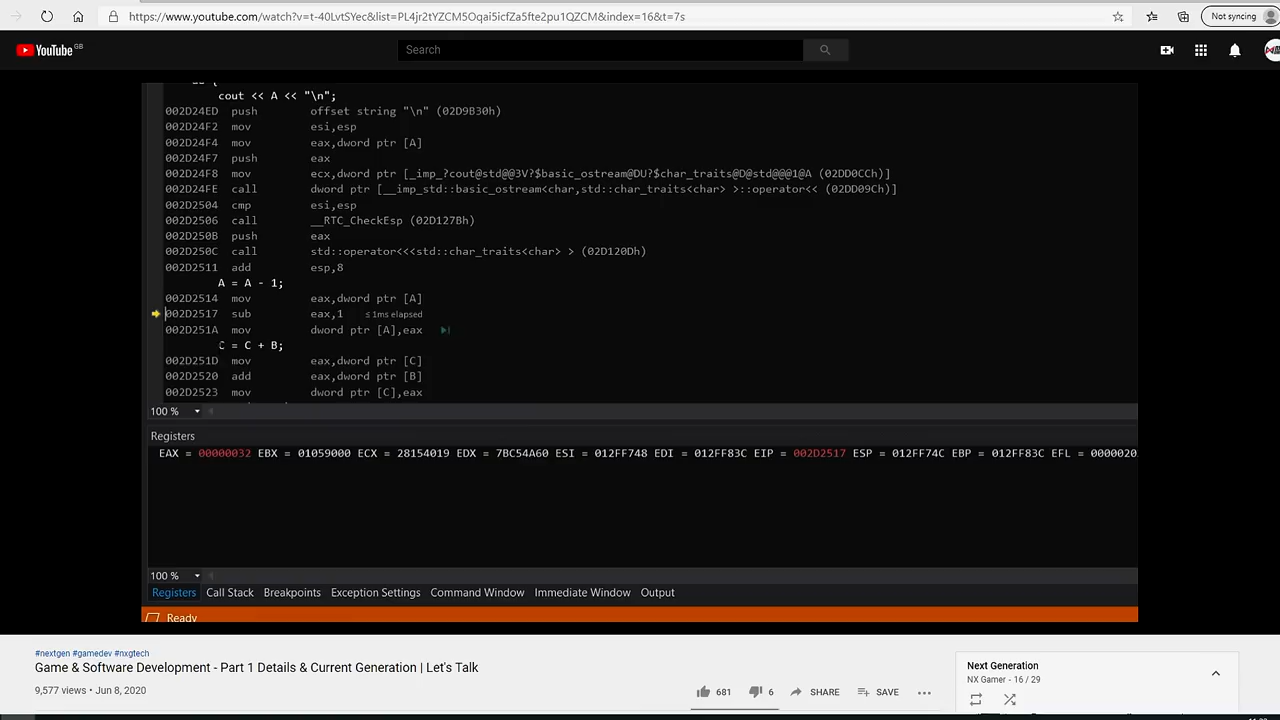 https://www.youtube.com/watch?v=t-40LvtSYec&list=PL4jr2tYZCM5Oqai5icfZa5fte2pu1QZCM&index=16&t=7s
Not syncing
YouTube GB
Search
cout << A << "\n";
002D24ED push offset string "\n" (02D9B30h)
002D24F2 mov esi,esp
002D24F4 mov eax,dword ptr [A]
002D24F7 push eax
002D24F8 mov ecx,dword ptr [_imp_?cout@std@@3V?$basic_ostream@DU?$char_traits@D@std@@@1@A (02DD0CCh)]
002D24FE call dword ptr [__imp_std::basic_ostream<char,std::char_traits<char> >::operator<< (02DD09Ch)]
002D2504 cmp esi,esp
002D2506 call __RTC_CheckEsp (02D127Bh)
002D250B push eax
002D250C call std::operator<<<std::char_traits<char> > (02D120Dh)
002D2511 add esp,8
A = A - 1;
002D2514 mov eax,dword ptr [A]
002D2517 sub eax,1 ≤ 1ms elapsed
002D251A mov dword ptr [A],eax
C = C + B;
002D251D mov eax,dword ptr [C]
002D2520 add eax,dword ptr [B]
002D2523 mov dword ptr [C],eax
100 %
Registers
EAX = 00000032 EBX = 01059000 ECX = 28154019 EDX = 7BC54A60 ESI = 012FF748 EDI = 012FF83C EIP = 002D2517 ESP = 012FF74C EBP = 012FF83C EFL = 0000020
100 %
Registers Call Stack Breakpoints Exception Settings Command Window Immediate Window Output
Ready
#nextgen #gamedev #nxgtech
Game & Software Development - Part 1 Details & Current Generation | Let's Talk
9,577 views • Jun 8, 2020
681 6 SHARE SAVE
Next Generation
NX Gamer - 16 / 29